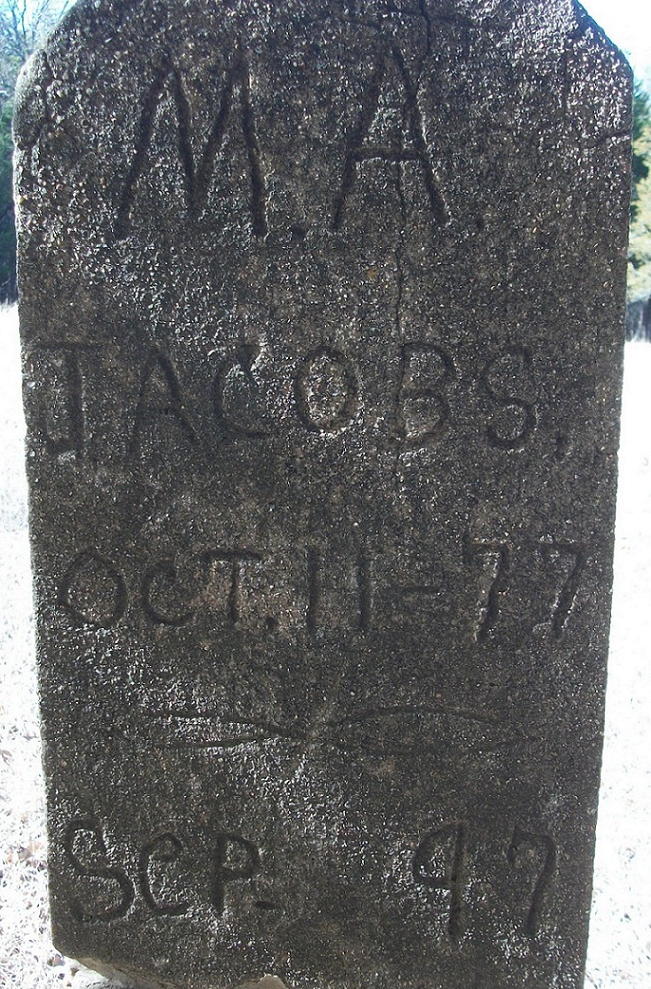 M. A.
JACOBS.
OCT. 11-77
SEP. 97